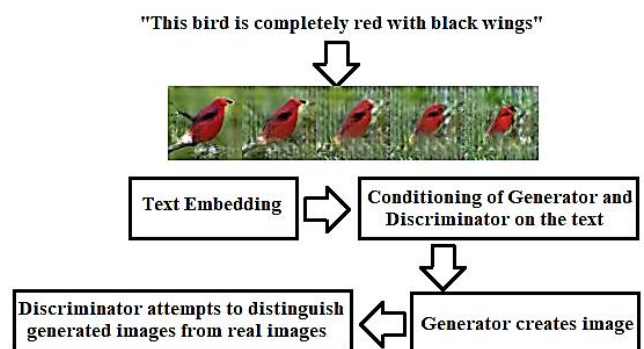 "This bird is completely red with black wings"
Text Embedding
Conditioning of Generator and
Discriminator on the text
Discriminator attempts to distinguish
generated images from real images
Generator creates image